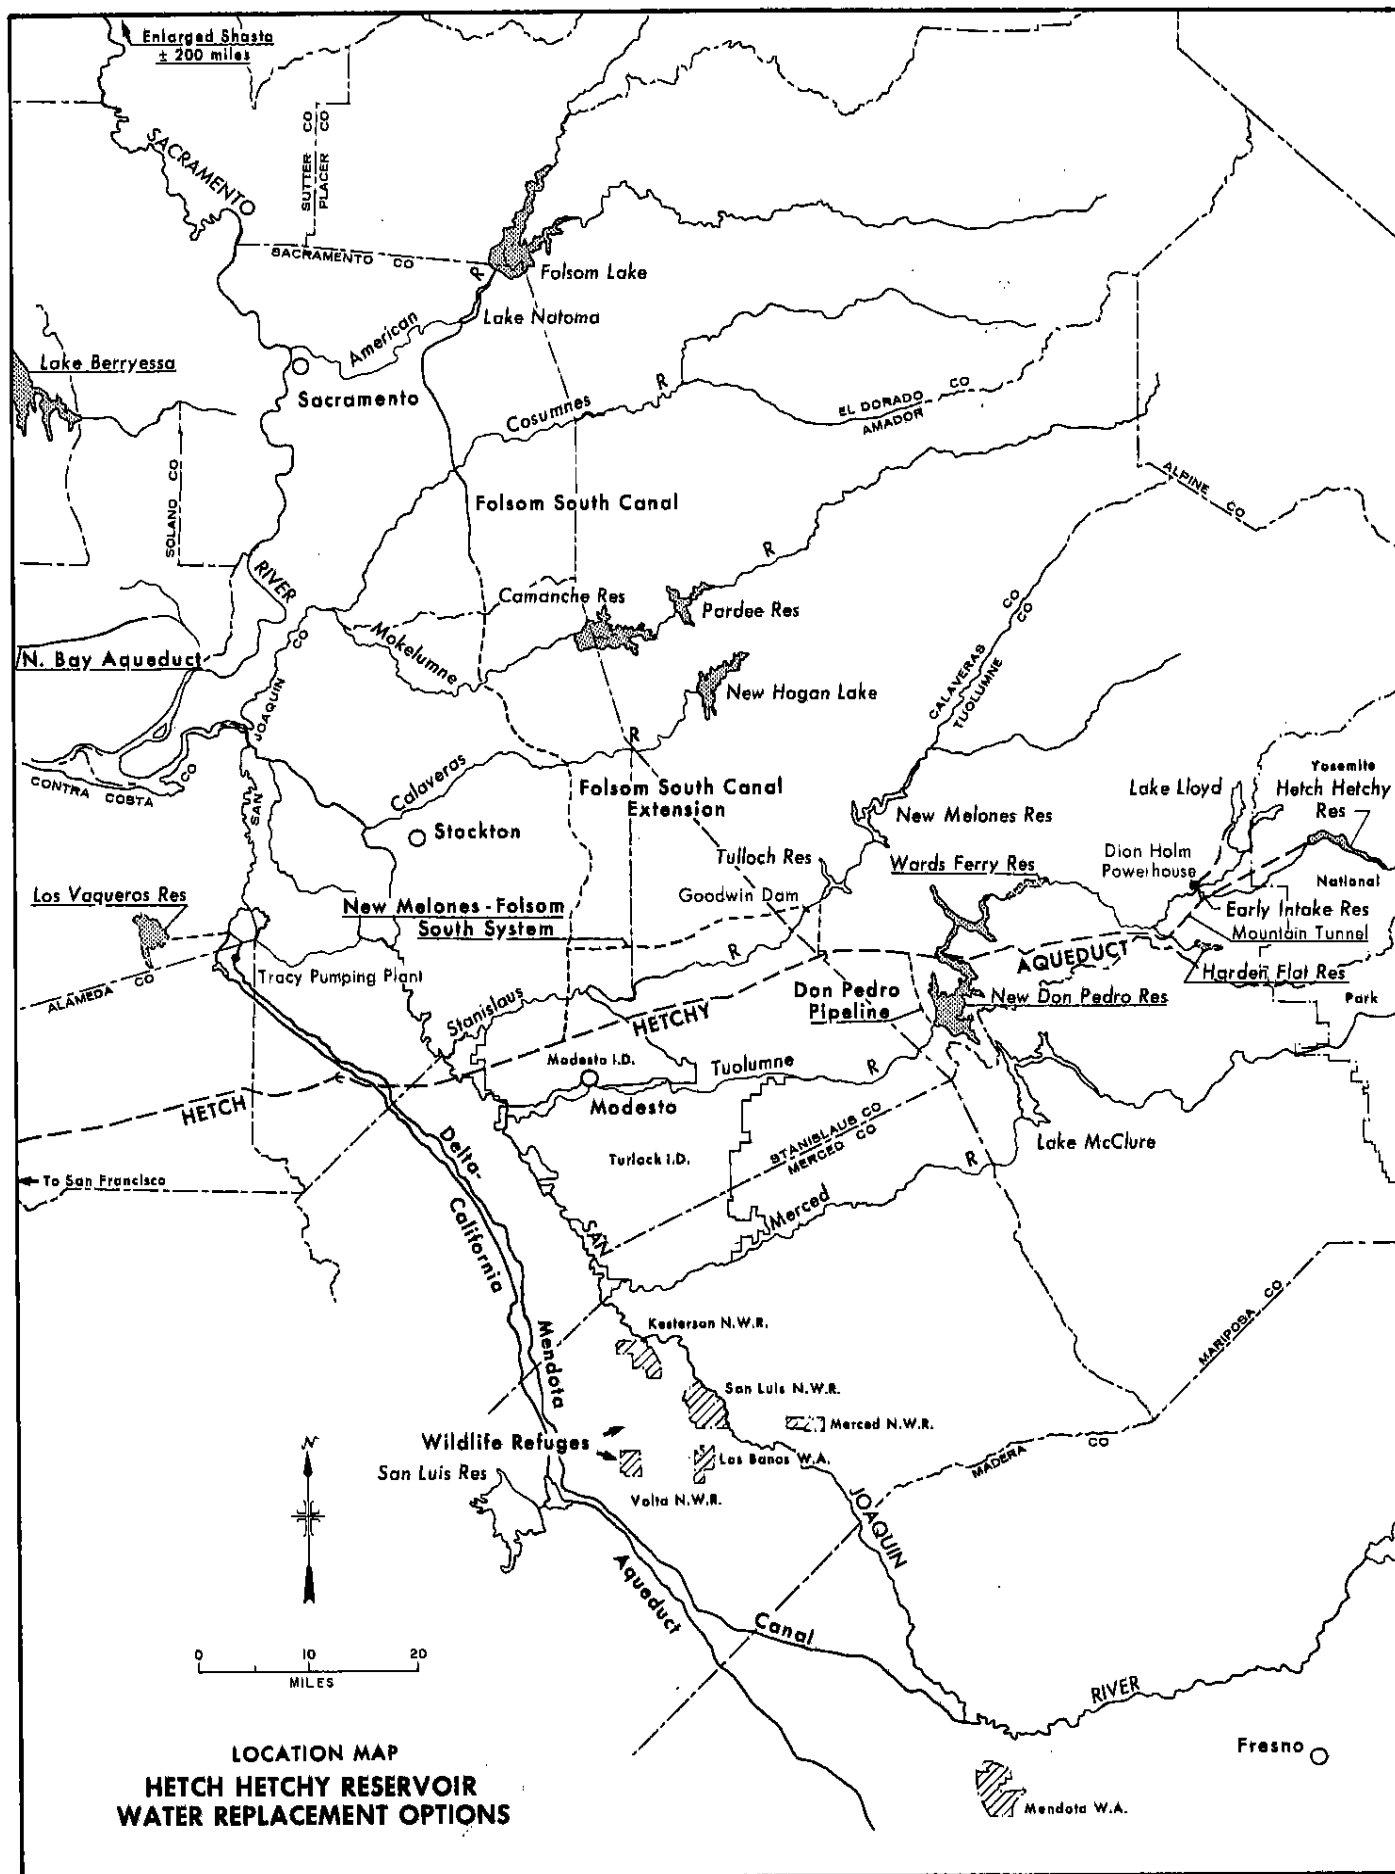 Enlarged Shasta
± 200 miles
SACRAMENTO
SUTTER CO
PLACER CO
SACRAMENTO CO
R
Folsom Lake
Lake Natoma
American
Lake Berryessa
Sacramento
Cosumnes
R
EL DORADO CO
AMADOR
SOLANO CO
Folsom South Canal
ALPINE CO
R
RIVER
Camanche Res
Pardee Res
Mokelumne
CO
CO
N. Bay Aqueduct
CO
JOAQUIN
New Hogan Lake
CALAVERAS
TUOLUMNE
R
CONTRA COSTA CO
SAN
Calaveras
Folsom South Canal
Extension
Yosemite
Lake Lloyd
Hetch Hetchy
Res
Stockton
New Melones Res
Tulloch Res
Wards Ferry Res
Dion Holm
Powerhouse
National
Los Vaqueros Res
New Melones - Folsom
South System
Goodwin Dam
Early Intake Res
Mountain Tunnel
R
AQUEDUCT
Tracy Pumping Plant
Harden Flat Res
ALAMEDA CO
Stanislaus
HETCHY
Don Pedro
Pipeline
New Don Pedro Res
Park
Modesto I.D.
Tuolumne
R
HETCH
Modesto
Delta-
STANISLAUS CO
MERCED CO
Lake McClure
Turlock I.D.
R
To San Francisco
California
SAN
Merced
Mendota
Kesterson N.W.R.
MARIPOSA CO
San Luis N.W.R.
Merced N.W.R.
Wildlife Refuges
Los Banos W.A.
MADERA CO
N
San Luis Res
Volta N.W.R.
JOAQUIN
Aqueduct
Canal
0 10 20
MILES
RIVER
Fresno
LOCATION MAP
HETCH HETCHY RESERVOIR
WATER REPLACEMENT OPTIONS
Mendota W.A.